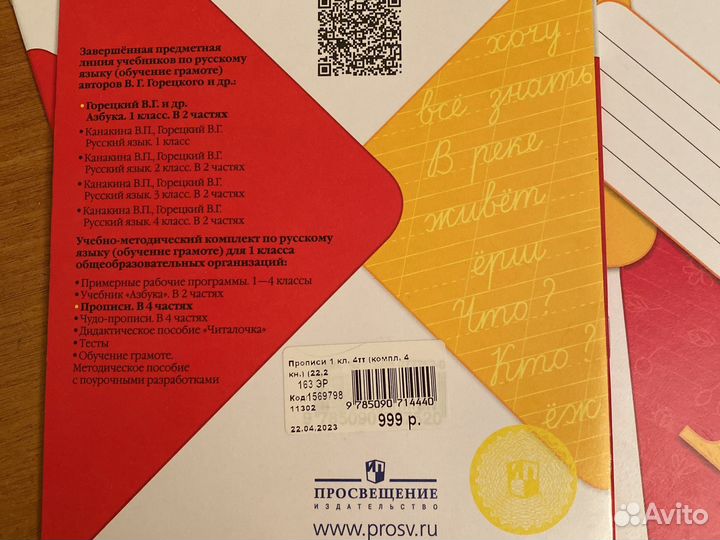 Завершённая предметная
линия учебников по русскому
языку (обучение грамоте)
авторов В. Г. Горецкого и др.:
• Горецкий В.Г. и др.
Азбука. 1 класс. В 2 частях
• Канакина В.П., Горецкий В.Г.
Русский язык. 1 класс
• Канакина В.П., Горецкий В.Г.
Русский язык. 2 класс. В 2 частях
• Канакина В.П., Горецкий В.Г.
Русский язык. 3 класс. В 2 частях
• Канакина В.П., Горецкий В.Г.
Русский язык. 4 класс. В 2 частях
Учебно-методический комплект по русскому
языку (обучение грамоте) для 1 класса
общеобразовательных организаций:
• Примерные рабочие программы. 1—4 классы
• Учебник «Азбука». В 2 частях
• Прописи. В 4 частях
• Чудо-прописи. В 4 частях
• Дидактическое пособие «Читалочка»
• Тесты
• Обучение грамоте.
Методическое пособие
с поурочными разработками
хочу
всё знать
В реке
живёт
ёрш
Что ?
Кто ?
ёж
Прописи 1 кл. 4тт (компл. 4
кн.) (22.2
163 ЭР
Код:1569798
11302
9 785090 714440
22.04.2023
999 р.
ПРОСВЕЩЕНИЕ
ИЗДАТЕЛЬСТВО
www.prosv.ru
Avito